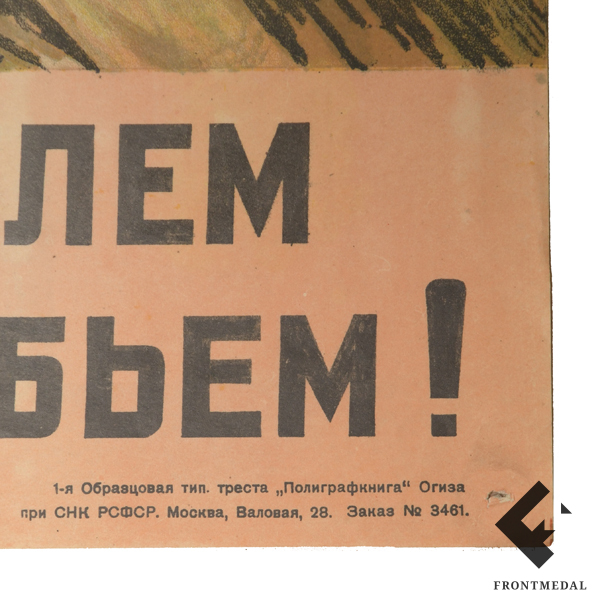 ЛЕМ
БЬЕМ!
1-я Образцовая тип. треста „Полиграфкнига“ Огиза
при СНК РСФСР. Москва, Валовая, 28. Заказ № 3461.
FRONTMEDAL